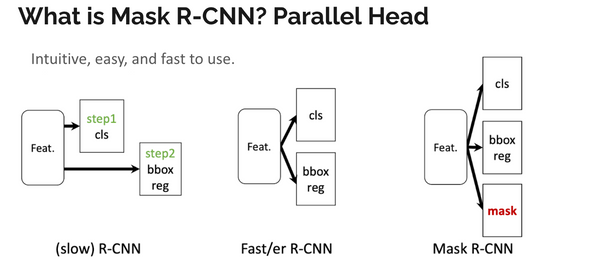 What is Mask R-CNN? Parallel Head
Intuitive, easy, and fast to use.
Feat.
step1
cls
step2
bbox
reg
(slow) R-CNN
Feat.
cls
bbox
reg
Fast/er R-CNN
Feat.
cls
bbox
reg
mask
Mask R-CNN